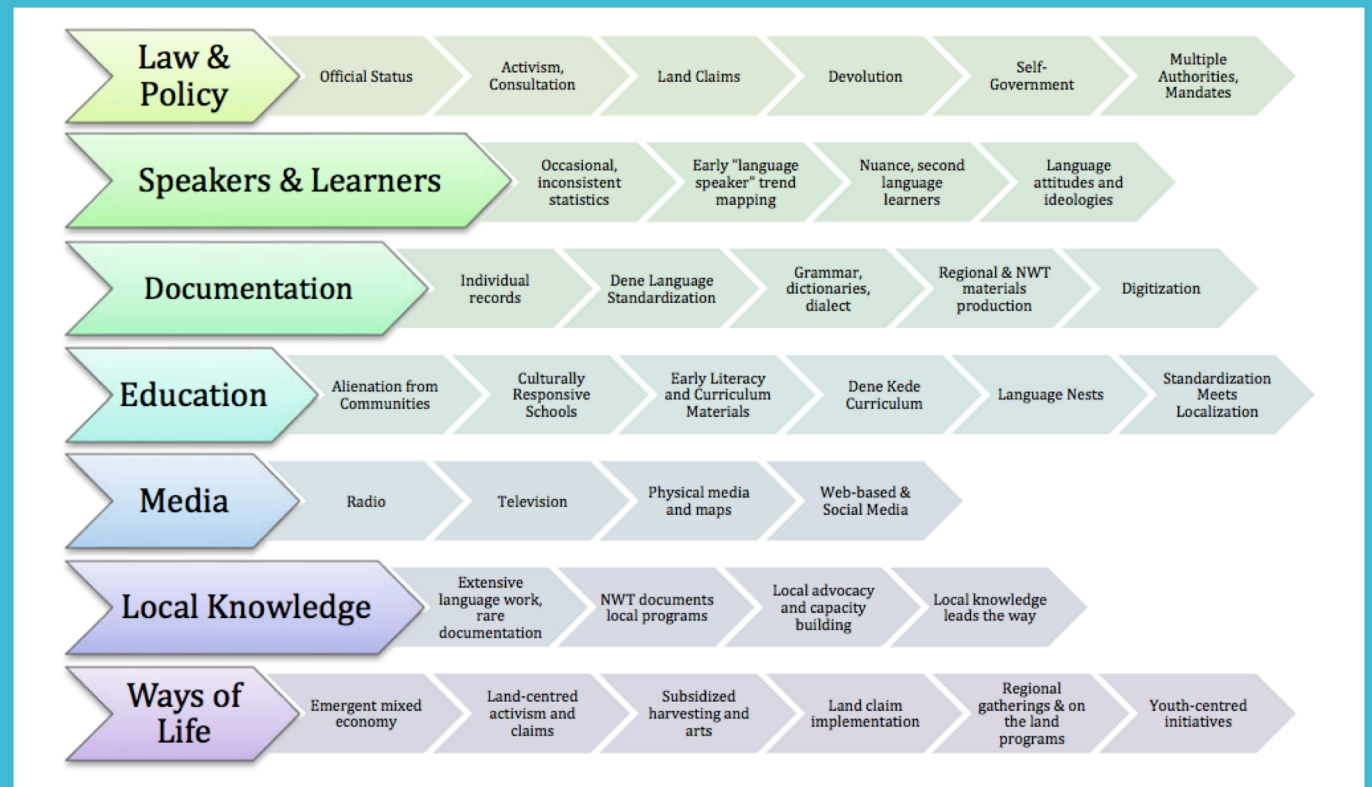 Law &
Policy
Official Status
Activism,
Consultation
Land Claims
Devolution
Self-
Government
Multiple
Authorities,
Mandates
Speakers & Learners
Occasional,
inconsistent
statistics
Early "language
speaker" trend
mapping
Nuance, second
language
learners
Language
attitudes and
ideologies
Documentation
Individual
records
Dene Language
Standardization
Grammar,
dictionaries,
dialect
Regional & NWT
materials
production
Digitization
Education
Alienation from
Communities
Culturally
Responsive
Schools
Early Literacy
and Curriculum
Materials
Dene Kede
Curriculum
Language Nests
Standardization
Meets
Localization
Media
Radio
Television
Physical media
and maps
Web-based &
Social Media
Local Knowledge
Extensive
language work,
rare
documentation
NWT documents
local programs
Local advocacy
and capacity
building
Local knowledge
leads the way
Ways of
Life
Emergent mixed
economy
Land-centred
activism and
claims
Subsidized
harvesting and
arts
Land claim
implementation
Regional
gatherings & on
the land
programs
Youth-centred
initiatives